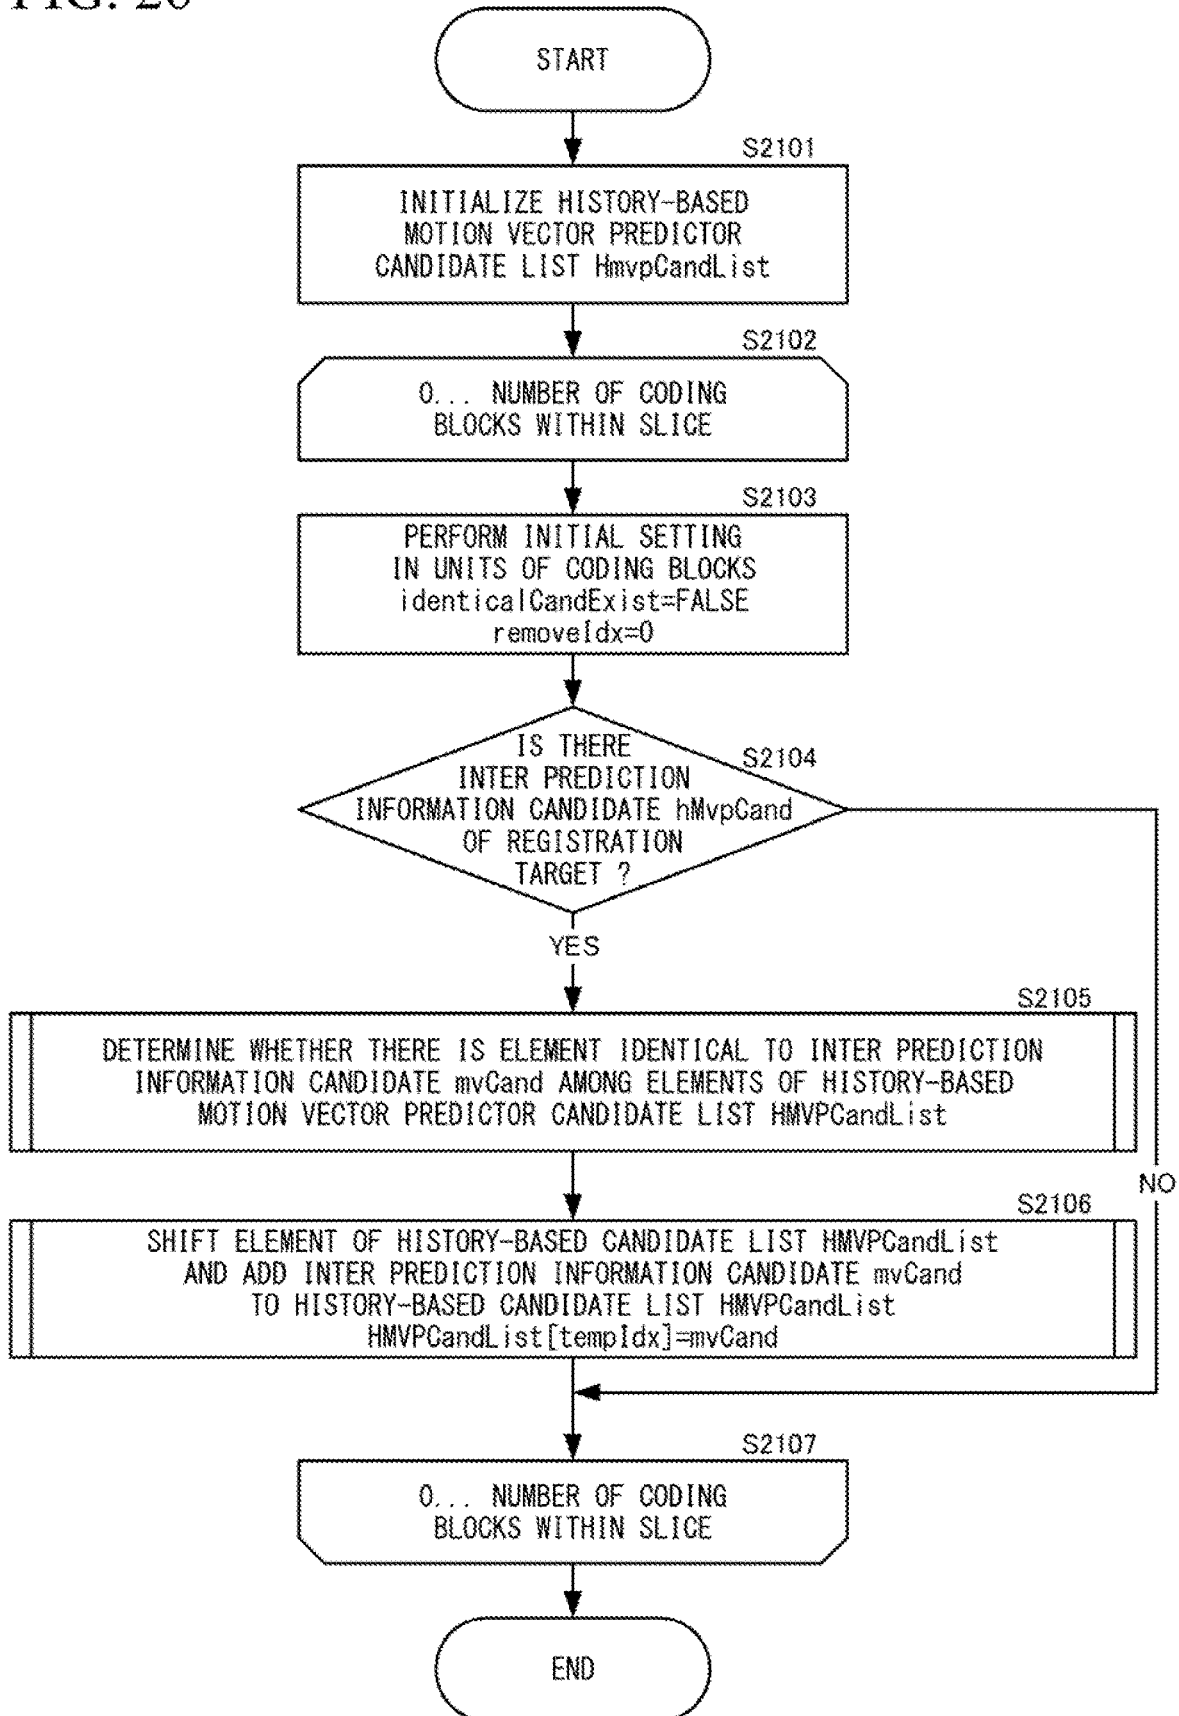 FIG. 26
START
S2101
INITIALIZE HISTORY-BASED
MOTION VECTOR PREDICTOR
CANDIDATE LIST HmvpCandList
S2102
0... NUMBER OF CODING
BLOCKS WITHIN SLICE
S2103
PERFORM INITIAL SETTING
IN UNITS OF CODING BLOCKS
identicalCandExist=FALSE
removeIdx=0
S2104
IS THERE
INTER PREDICTION
INFORMATION CANDIDATE hMvpCand
OF REGISTRATION
TARGET ?
YES
S2105
DETERMINE WHETHER THERE IS ELEMENT IDENTICAL TO INTER PREDICTION
INFORMATION CANDIDATE mvCand AMONG ELEMENTS OF HISTORY-BASED
MOTION VECTOR PREDICTOR CANDIDATE LIST HMVPCandList
NO
S2106
SHIFT ELEMENT OF HISTORY-BASED CANDIDATE LIST HMVPCandList
AND ADD INTER PREDICTION INFORMATION CANDIDATE mvCand
TO HISTORY-BASED CANDIDATE LIST HMVPCandList
HMVPCandList[tempIdx]=mvCand
S2107
0... NUMBER OF CODING
BLOCKS WITHIN SLICE
END